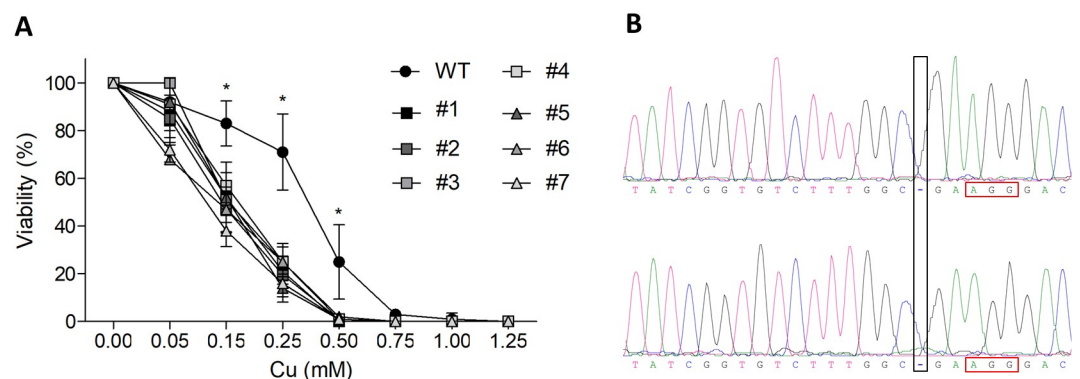 A
B
Viability (%)
100
80
60
40
20
0
* * *
WT
#1
#2
#3
#4
#5
#6
#7
0.00 0.05 0.15 0.25 0.50 0.75 1.00 1.25
Cu (mM)
T A T C G G T G T C T T T G G C - G A A G G G A C
T A T C G G T G T C T T T G G C - G A A G G G A C